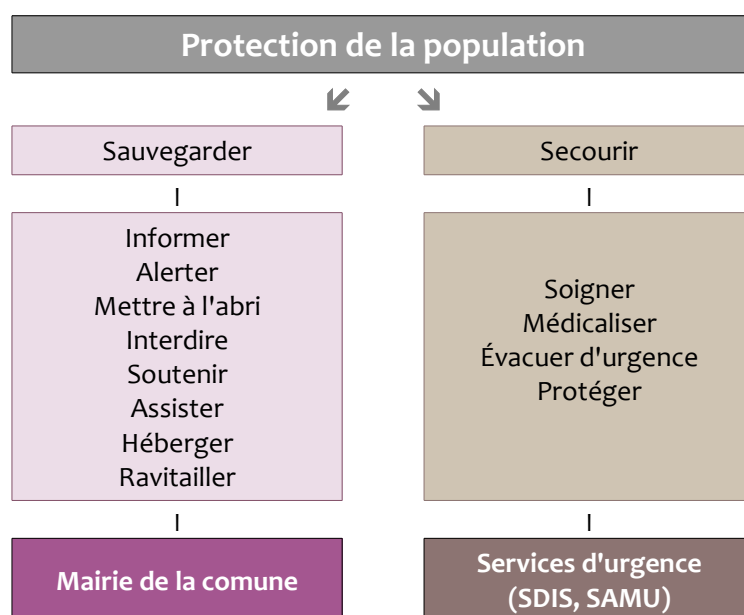 Protection de la population
Sauvegarder
Informer
Alerter
Mettre à l'abri
Interdire
Soutenir
Assister
Héberger
Ravitailler
Mairie de la comune
Secourir
Soigner
Médicaliser
Évacuer d'urgence
Protéger
Services d'urgence
(SDIS, SAMU)